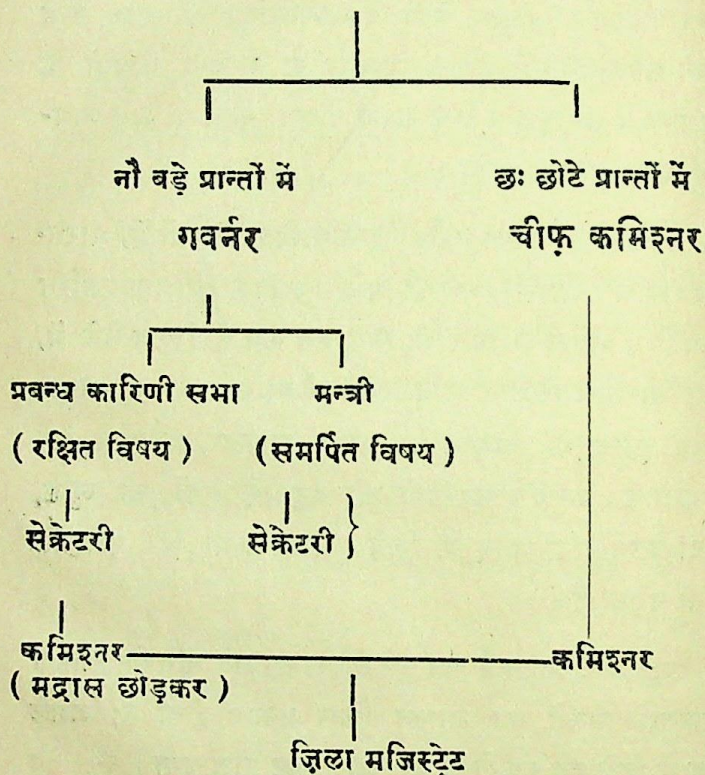 नौ बड़े प्रान्तों में छः छोटे प्रान्तों में
गवर्नर चीफ़ कमिश्नर
प्रबन्ध कारिणी सभा मन्त्री
( रक्षित विषय ) (समर्पित विषय )
सेक्रेटरी सेक्रेटरी }
कमिश्नर कमिश्नर
( मद्रास छोड़कर )
ज़िला मजिस्ट्रेट